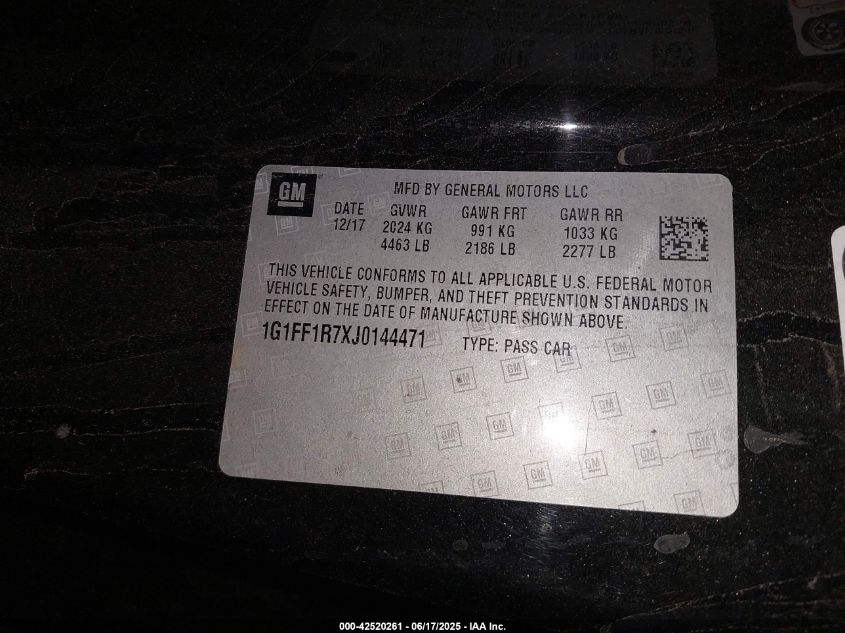 GM
MFD BY GENERAL MOTORS LLC
DATE GVWR GAWR FRT GAWR RR
12/17 2024 KG 991 KG 1033 KG
4463 LB 2186 LB 2277 LB
THIS VEHICLE CONFORMS TO ALL APPLICABLE U.S. FEDERAL MOTOR
VEHICLE SAFETY, BUMPER, AND THEFT PREVENTION STANDARDS IN
EFFECT ON THE DATE OF MANUFACTURE SHOWN ABOVE.
1G1FF1R7XJ0144471 TYPE: PASS CAR
000-42520261 - 06/17/2025 - IAA Inc.